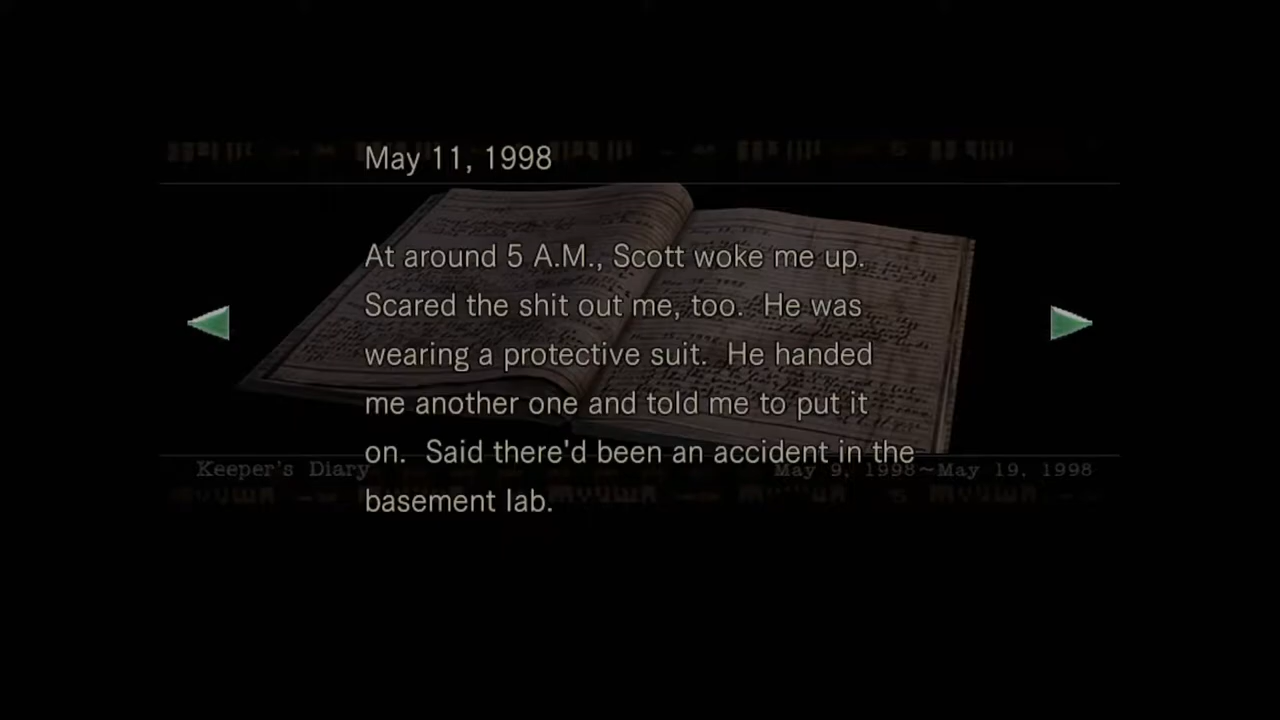 May 11, 1998
At around 5 A.M., Scott woke me up.
Scared the shit out me, too.  He was
wearing a protective suit.  He handed
me another one and told me to put it
on.  Said there'd been an accident in the
basement lab.
Keeper's Diary
May 9, 1998~May 19, 1998